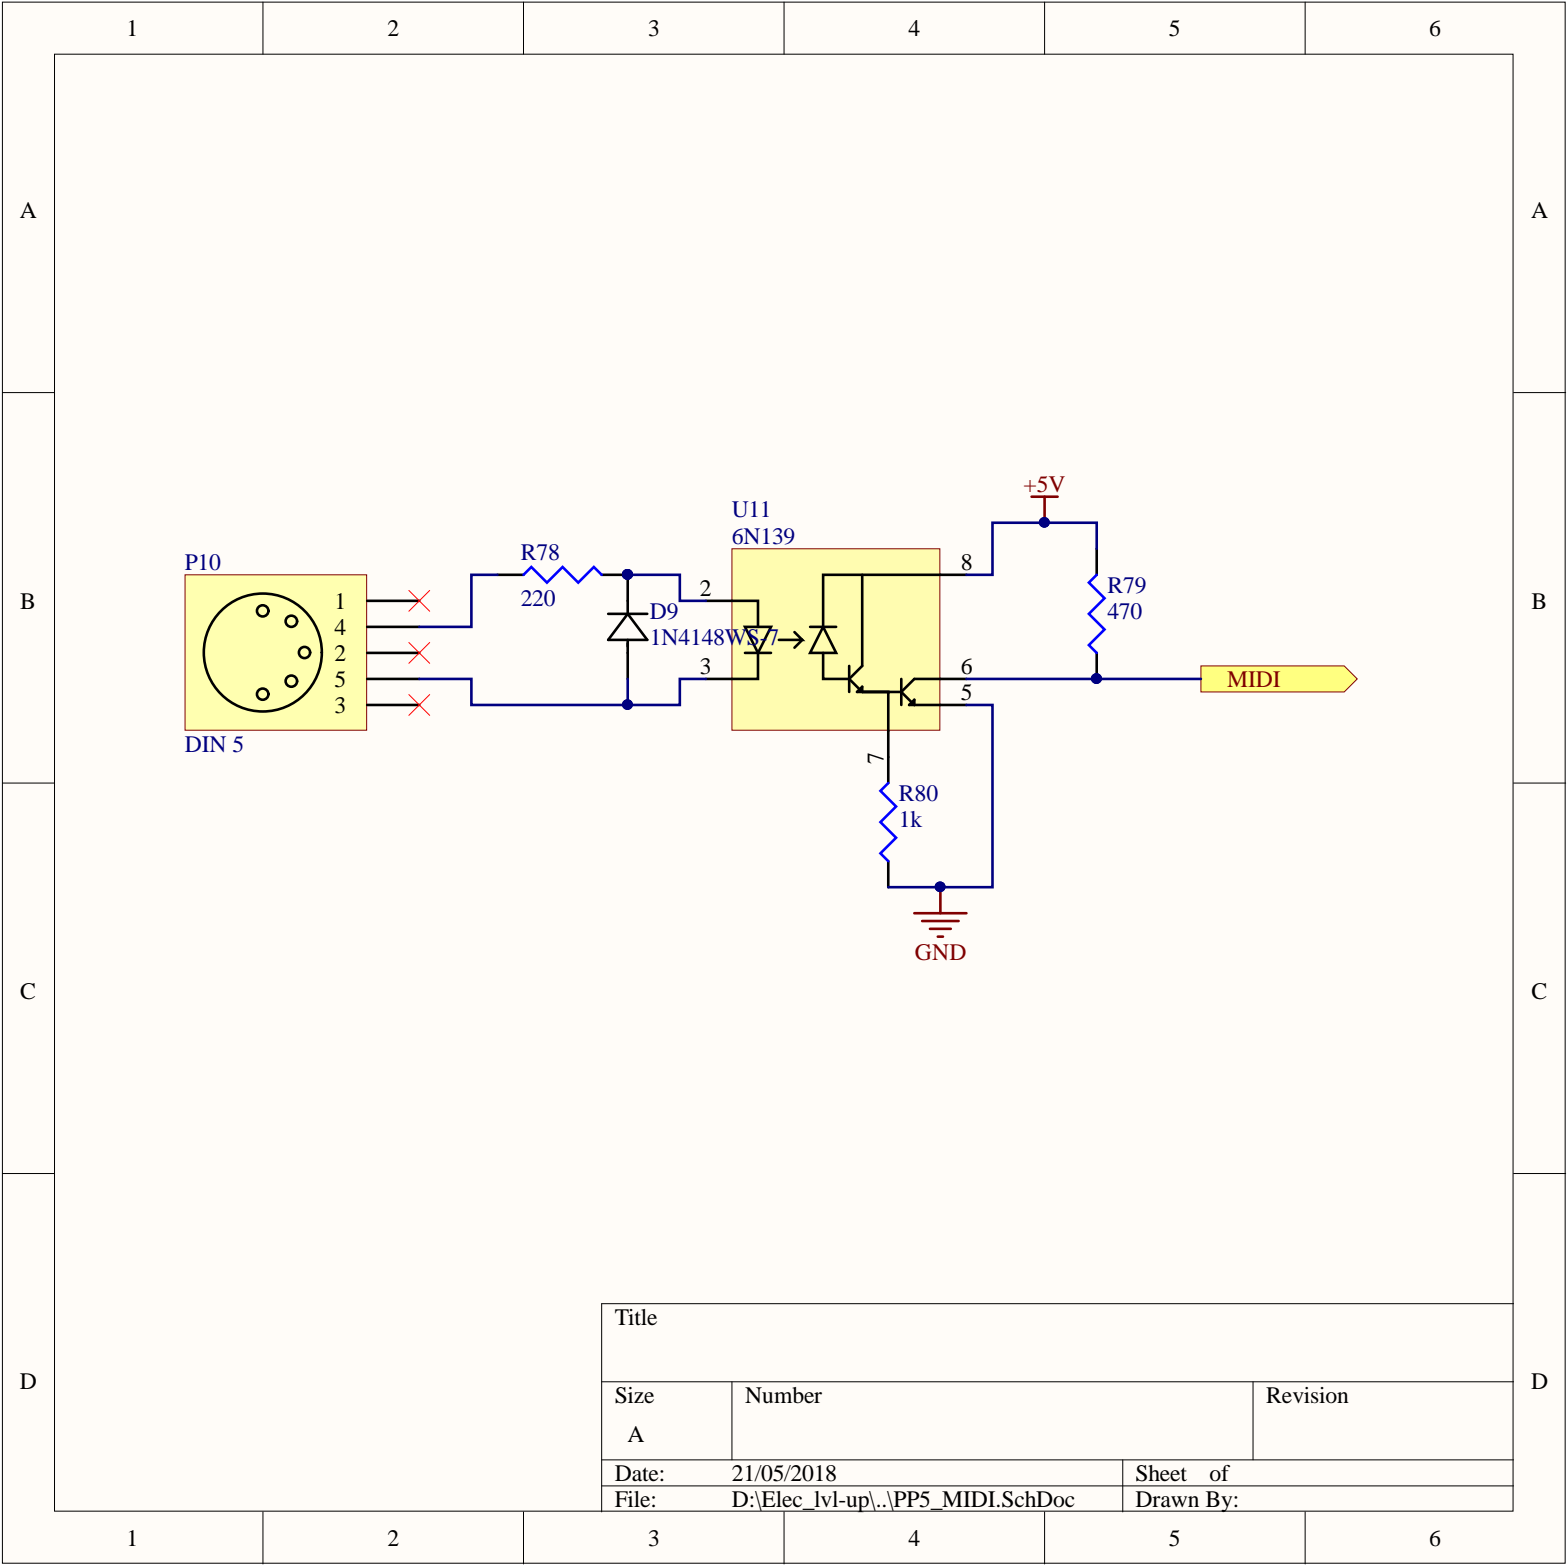 1 2 3 4 5 6
A A
+5V
U11
6N139
8
P10
R78
220
D9
1N4148WS-7
2
3
R79
470
B B
1
4
2
5
3
DIN 5
6
5
MIDI
7
R80
1k
GND
C C
Title
Size Number Revision
A
D D
Date: 21/05/2018 Sheet of
File: D:\Elec_lvl-up\..\PP5_MIDI.SchDoc Drawn By:
1 2 3 4 5 6